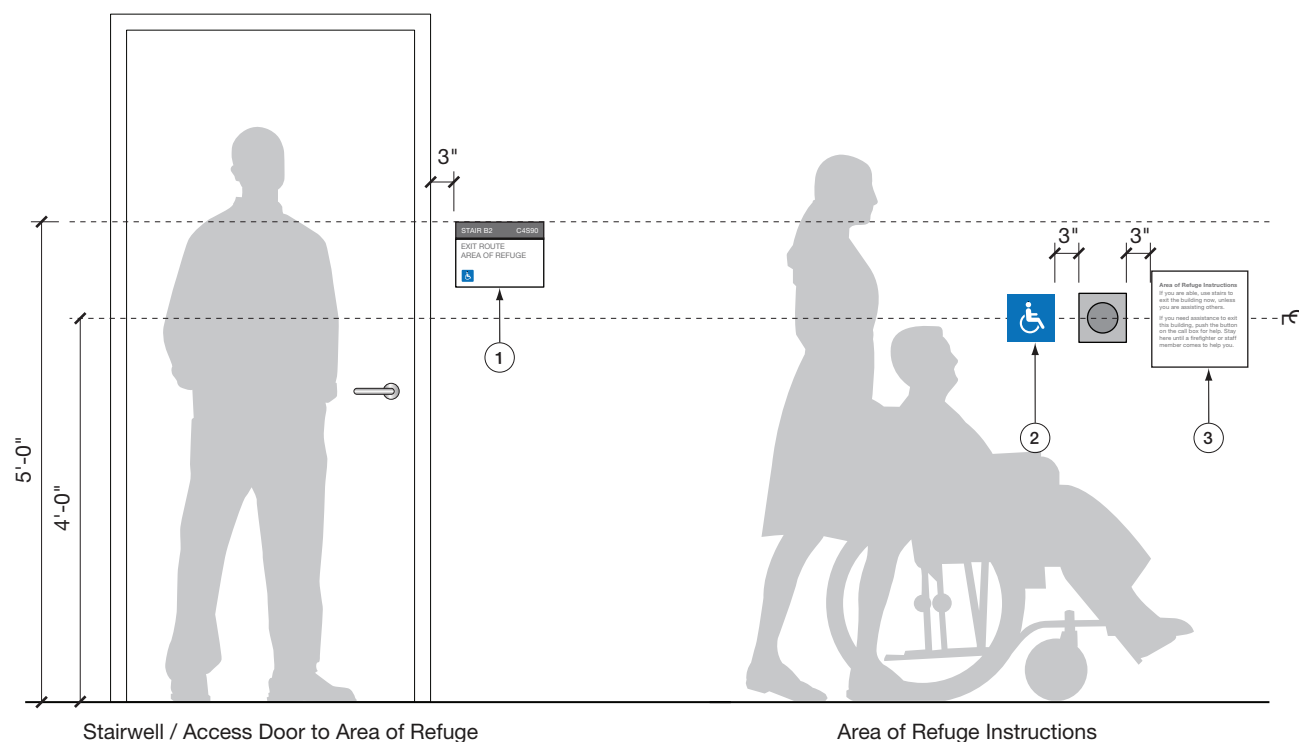 3"
STAIR B2 C4S90
EXIT ROUTE
AREA OF REFUGE
1
5'-0"
4'-0"
3" 3"
Area of Refuge Instructions
If you are able, use stairs to
exit the building now, unless
you are assisting others.
If you need assistance to exit
this building, push the button
on the call box for help. Stay
here until a firefighter or staff
member comes to help you.
2
3
Stairwell / Access Door to Area of Refuge
Area of Refuge Instructions